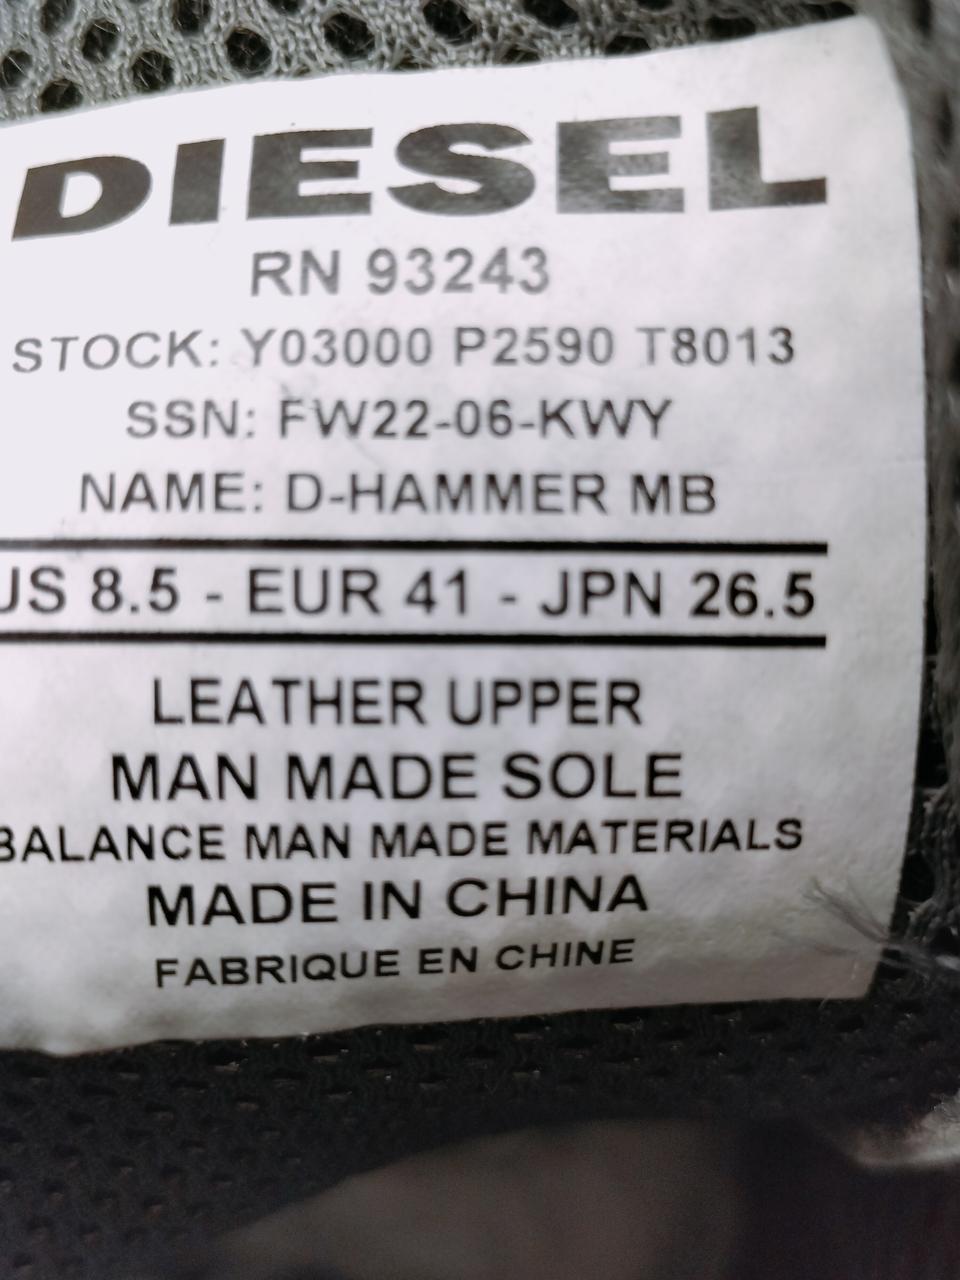 DIESEL
RN 93243
STOCK: Y03000 P2590 T8013
SSN: FW22-06-KWY
NAME: D-HAMMER MB
US 8.5 - EUR 41 - JPN 26.5
LEATHER UPPER
MAN MADE SOLE
BALANCE MAN MADE MATERIALS
MADE IN CHINA
FABRIQUE EN CHINE